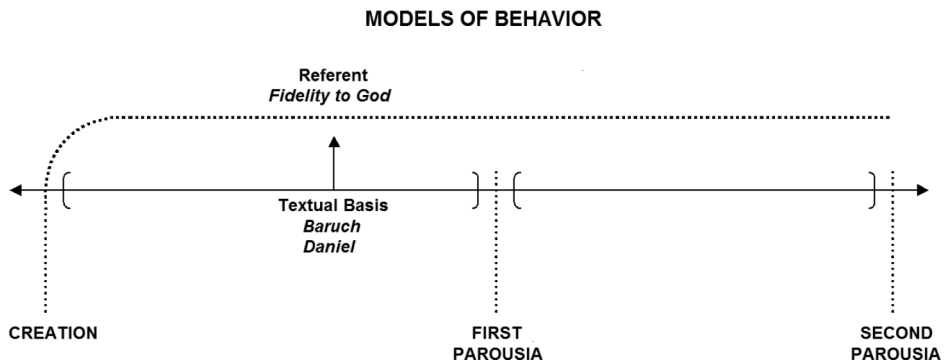 MODELS OF BEHAVIOR
Referent
Fidelity to God
Textual Basis
Baruch
Daniel
CREATION
FIRST
PAROUSIA
SECOND
PAROUSIA